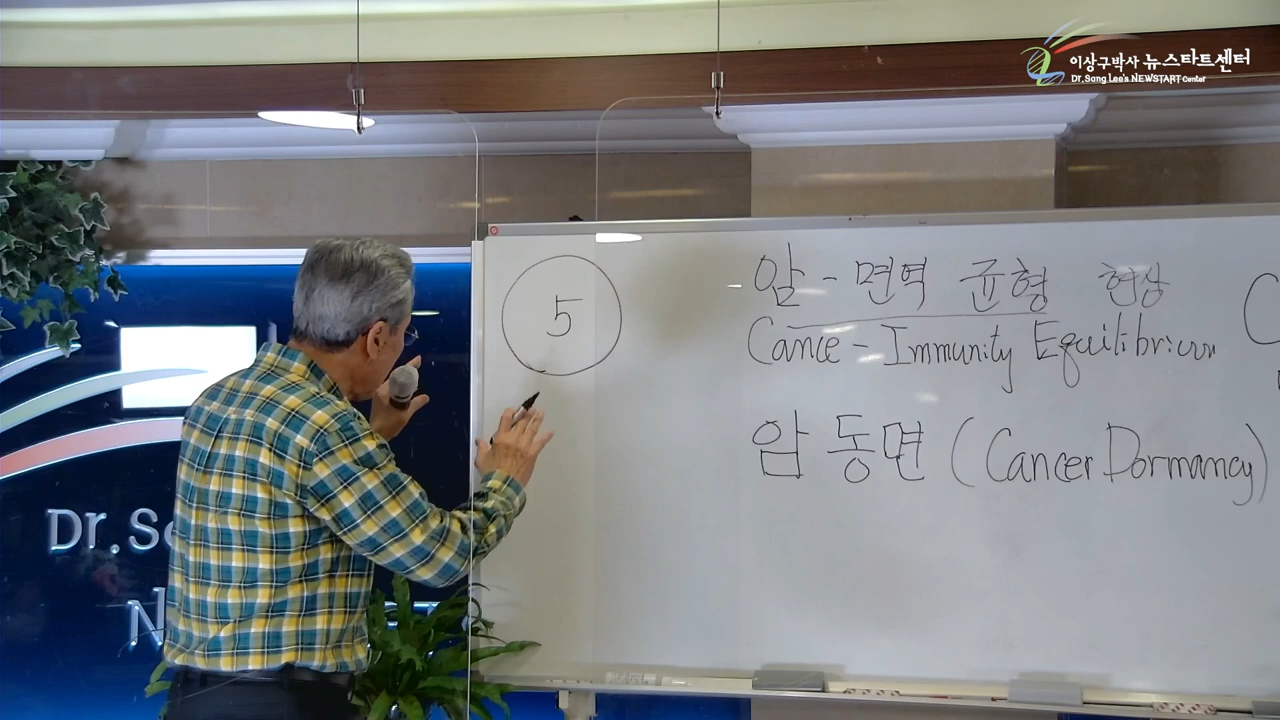 이상구박사 뉴스타트센터
Dr. Sang Lee's NEWSTART Center
5
암 - 면역 균형 현상
Cance - Immunity Equilibrium
암 동면 (Cancer Dormancy)
Dr. S
N